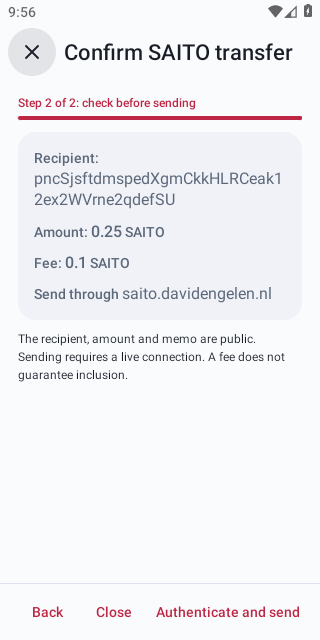 9:56
Confirm SAITO transfer
Step 2 of 2: check before sending
Recipient:
pncSjsftdmspedXgmCkkHLRCeak1
2ex2WVrne2qdefSU
Amount: 0.25 SAITO
Fee: 0.1 SAITO
Send through saito.davidengelen.nl
The recipient, amount and memo are public.
Sending requires a live connection. A fee does not
guarantee inclusion.
Back Close Authenticate and send